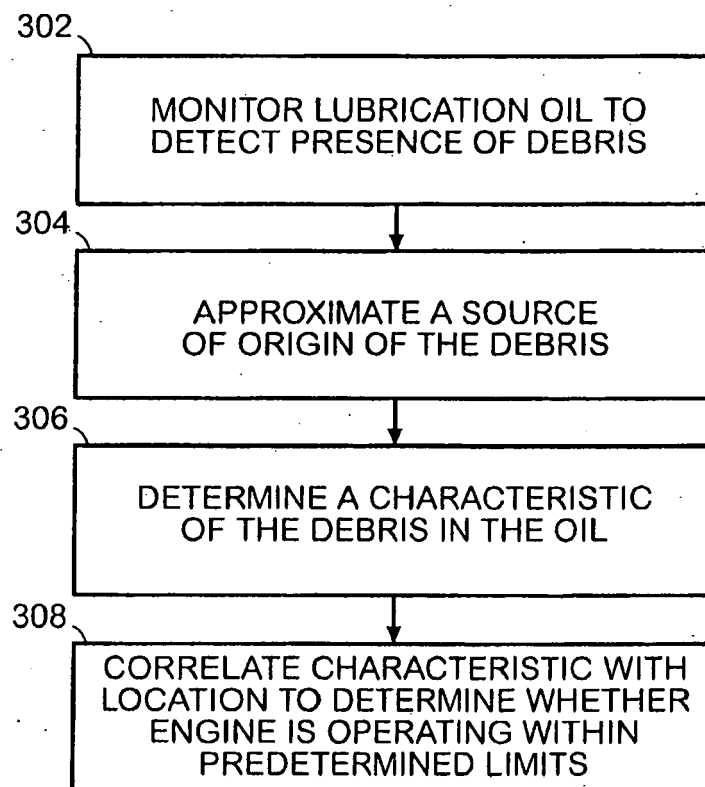 302
MONITOR LUBRICATION OIL TO
DETECT PRESENCE OF DEBRIS
304
APPROXIMATE A SOURCE
OF ORIGIN OF THE DEBRIS
306
DETERMINE A CHARACTERISTIC
OF THE DEBRIS IN THE OIL
308
CORRELATE CHARACTERISTIC WITH
LOCATION TO DETERMINE WHETHER
ENGINE IS OPERATING WITHIN
PREDETERMINED LIMITS